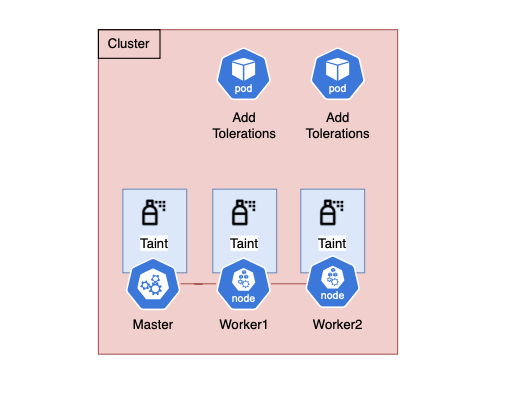 Cluster
pod
pod
Add
Tolerations
Add
Tolerations
Taint
Taint
Taint
node
node
Master
Worker1
Worker2